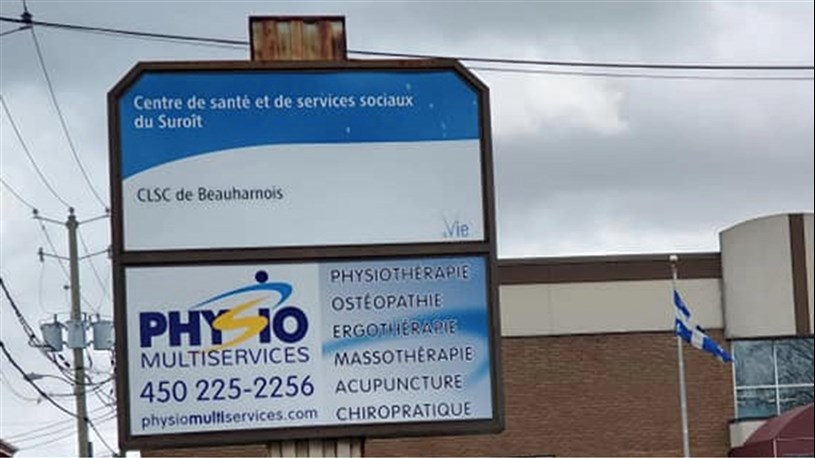 Centre de santé et de services sociaux
du Suroît
CLSC de Beauharnois
la Vie
PHYSIO
MULTISERVICES
450 225-2256
physiomultiservices.com
PHYSIOTHÉRAPIE
OSTÉOPATHIE
ERGOTHÉRAPIE
MASSOTHÉRAPIE
ACUPUNCTURE
CHIROPRATIQUE